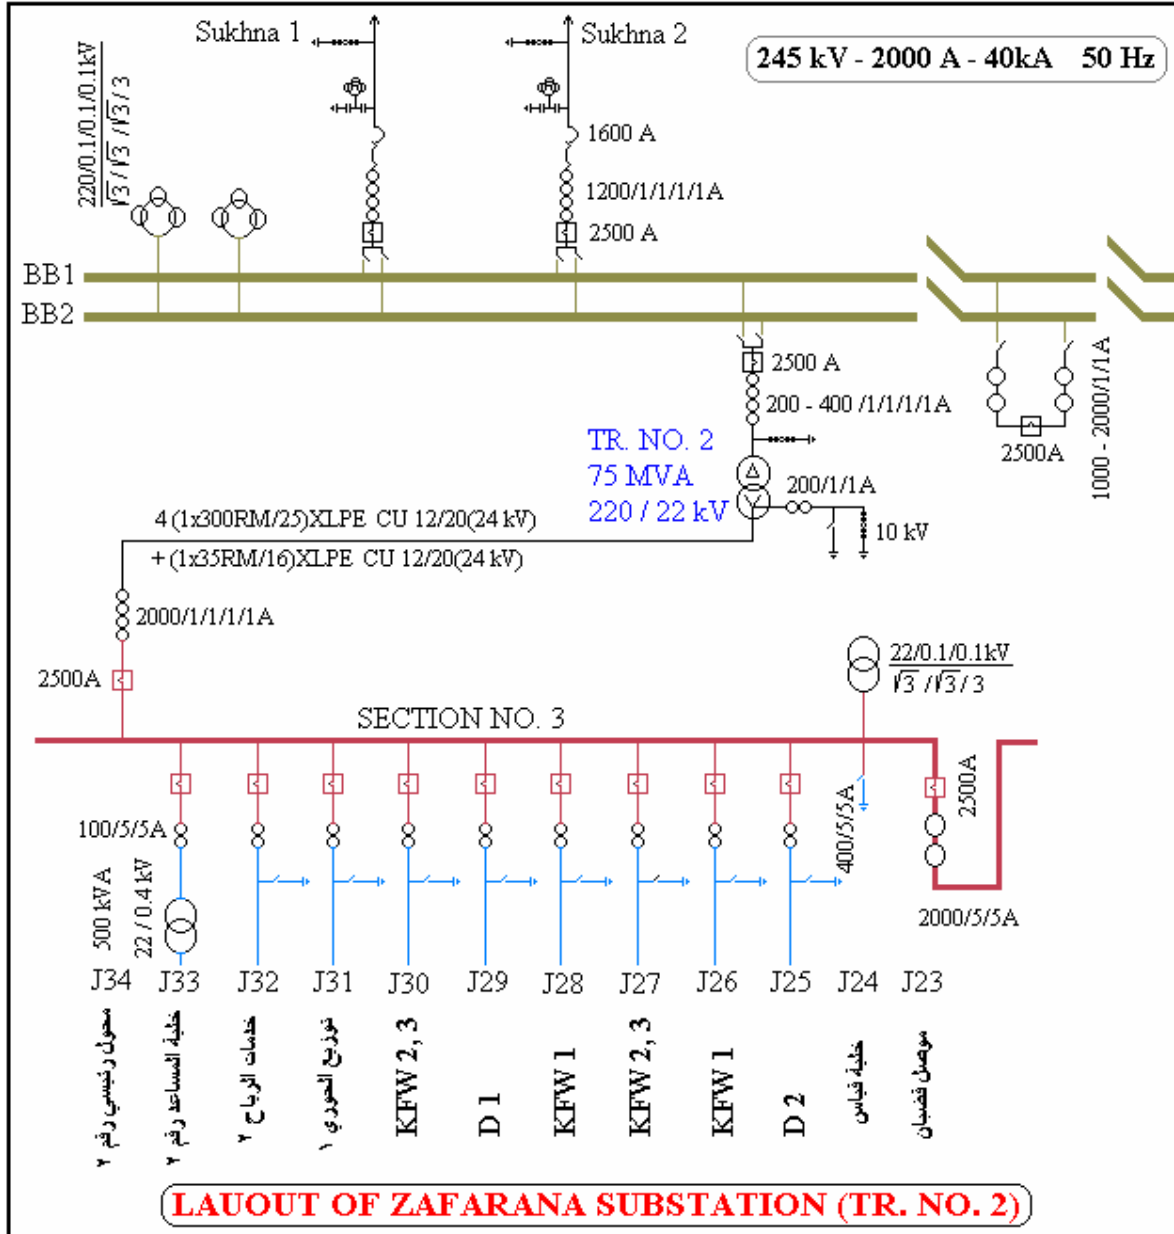 Sukhna 1
Sukhna 2
245 kV - 2000 A - 40kA 50 Hz
220/0.1/0.1/0.1kV
√3 /√3 /√3 / 3
1600 A
1200/1/1/1/1A
2500 A
BB1
BB2
2500 A
200 - 400 /1/1/1/1A
2500A
1000 - 2000/1/1A
TR. NO. 2
75 MVA
220 / 22 kV
200/1/1A
10 kV
4 (1x300RM/25)XLPE CU 12/20(24 kV)
+ (1x35RM/16)XLPE CU 12/20(24 kV)
2000/1/1/1/1A
2500A
22/0.1/0.1kV
√3 /√3 / 3
SECTION NO. 3
2500A
100/5/5A
400/5/5A
500 kVA
22 / 0.4 kV
2000/5/5A
J34
J33
J32
J31
J30
J29
J28
J27
J26
J25
J24
J23
محول رئيسي رقم ٢
خلية المساعد رقم ٢
خدمات الرياح ٢
توزيع الحوري ١
KFW 2, 3
D 1
KFW 1
KFW 2, 3
KFW 1
D 2
خلية قياس
موصل قضبان
LAUOUT OF ZAFARANA SUBSTATION (TR. NO. 2)